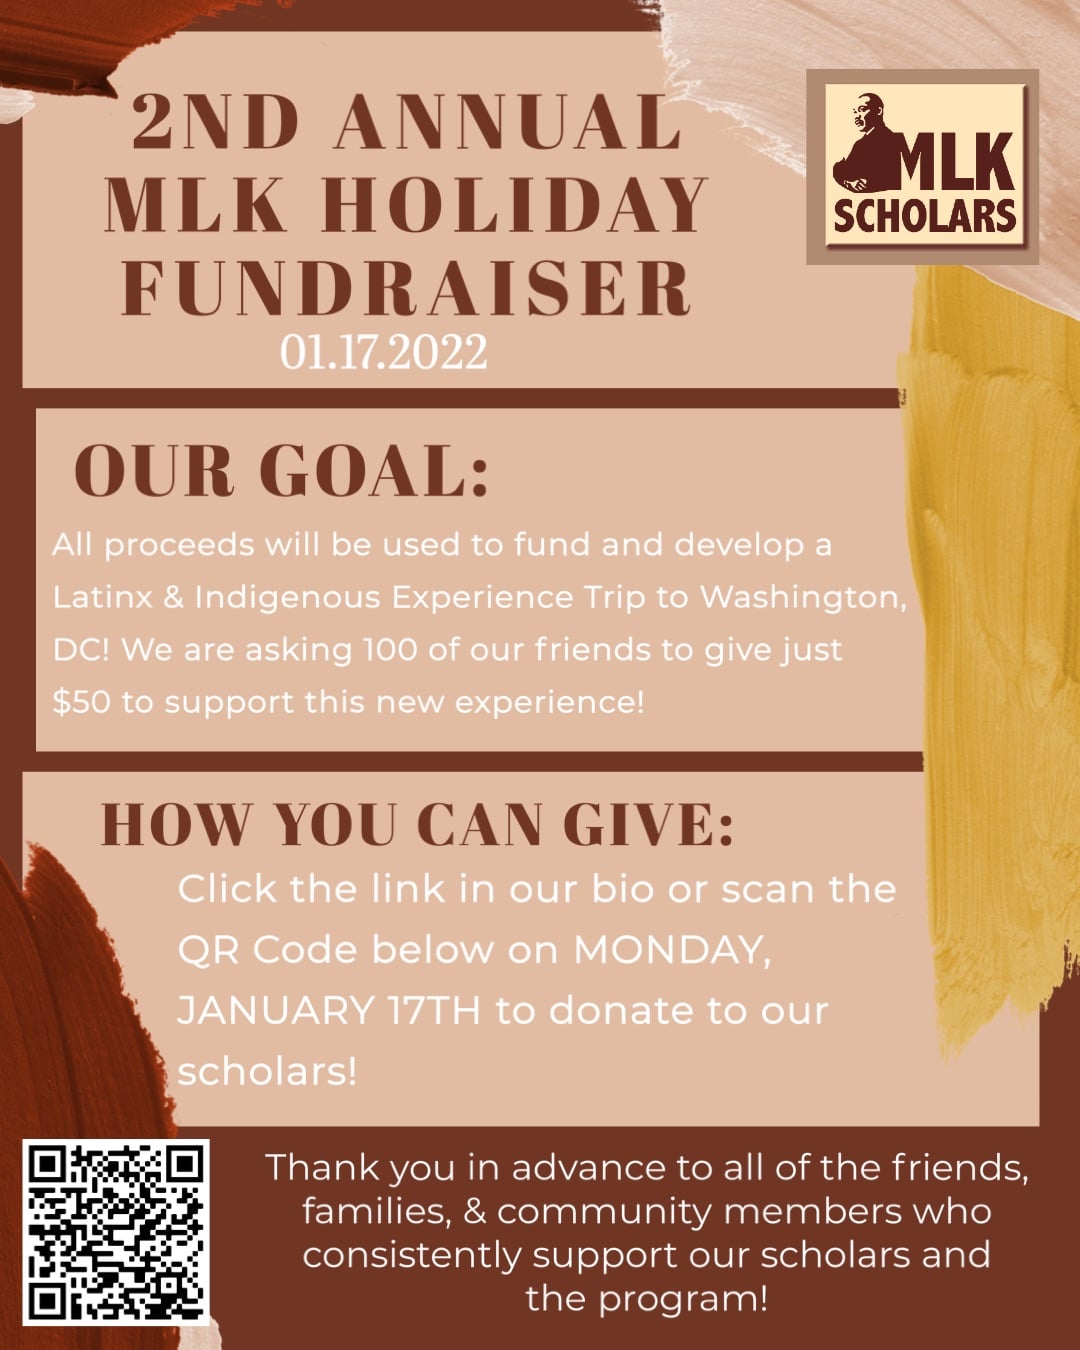 2ND ANNUAL
MLK HOLIDAY
FUNDRAISER
01.17.2022
MLK
SCHOLARS
OUR GOAL:
All proceeds will be used to fund and develop a
Latinx & Indigenous Experience Trip to Washington,
DC! We are asking 100 of our friends to give just
$50 to support this new experience!
HOW YOU CAN GIVE:
Click the link in our bio or scan the
QR Code below on MONDAY,
JANUARY 17TH to donate to our
scholars!
Thank you in advance to all of the friends,
families, & community members who
consistently support our scholars and
the program!